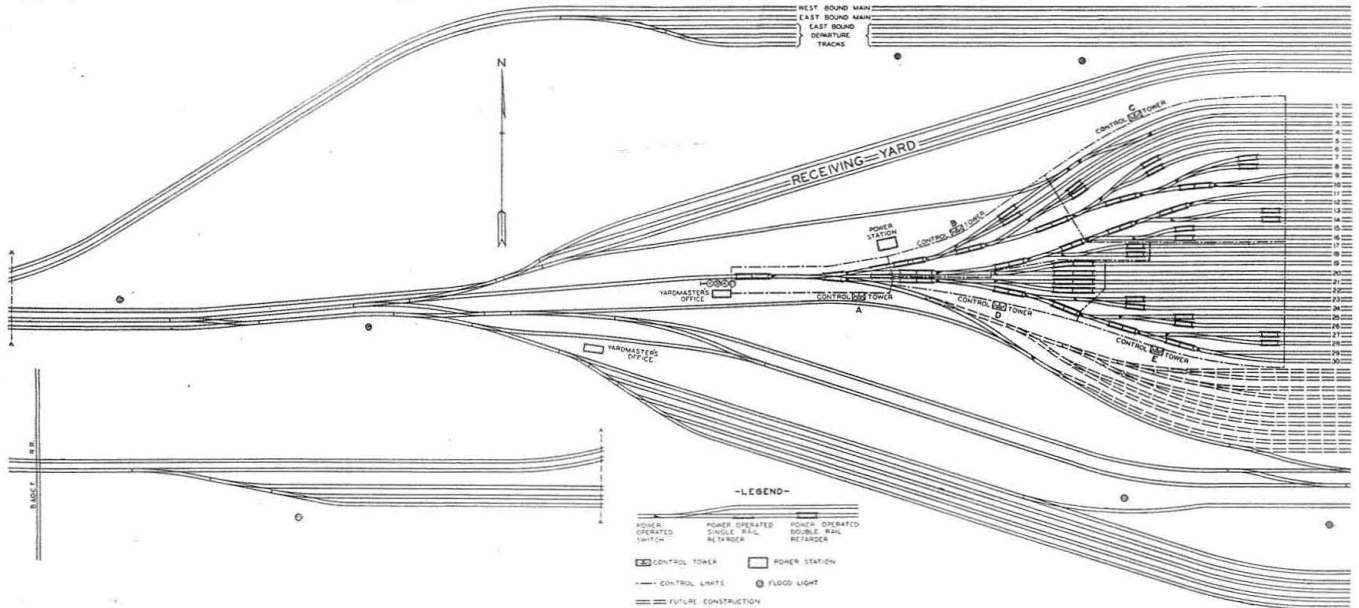 WEST BOUND MAIN
EAST BOUND MAIN
EAST BOUND
DEPARTURE
TRACKS
N
C
CONTROL TOWER
RECEIVING YARD
B
CONTROL TOWER
POWER
STATION
1
2
3
4
5
6
7
8
9
10
11
12
13
14
15
16
17
18
19
20
21
22
23
24
25
26
27
28
29
30
A
A
YARDMASTER'S
OFFICE
CONTROL TOWER
A
CONTROL TOWER
D
CONTROL TOWER
E
YARDMASTER'S
OFFICE
R.R.
A
A
-LEGEND-
POWER
OPERATED
SWITCH
POWER OPERATED
SINGLE RAIL
RETARDER
POWER OPERATED
DOUBLE RAIL
RETARDER
CONTROL TOWER
POWER STATION
CONTROL LIMITS
FLOOD LIGHT
FUTURE CONSTRUCTION